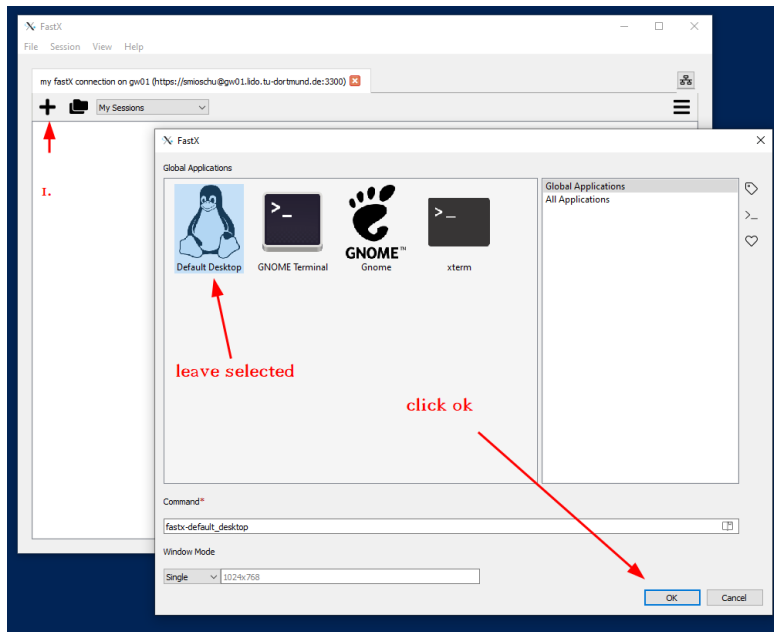 FastX
File Session View Help
my fastX connection on gw01 (https://smioschu@gw01.lido.tu-dortmund.de:3300)
My Sessions
1.
FastX
Global Applications
>_
>_
GNOME™
Default Desktop GNOME Terminal Gnome xterm
Global Applications
All Applications
>_
leave selected
click ok
Command*
fastx-default_desktop
Window Mode
Single 1024x768
OK Cancel